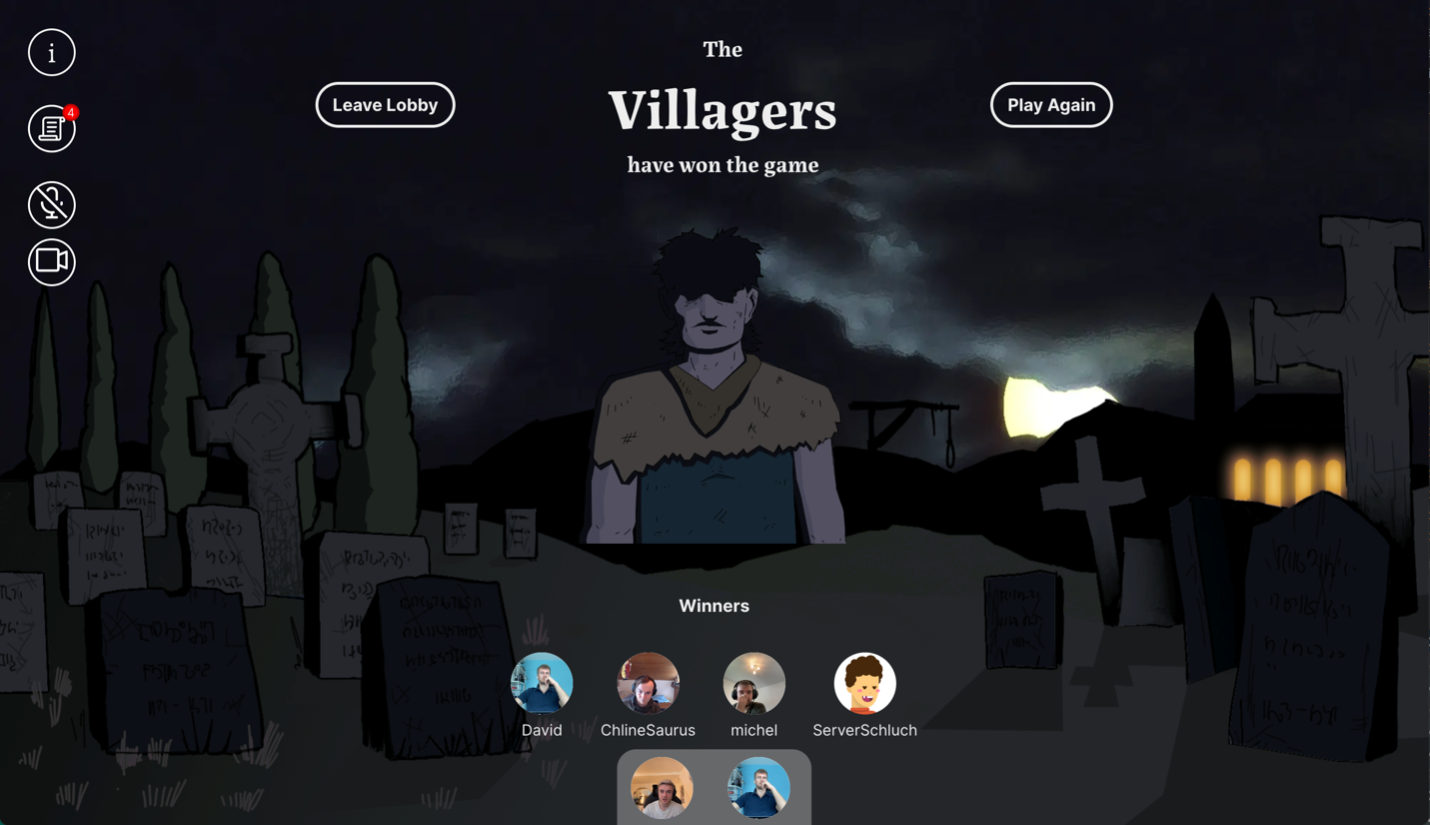 The
Leave Lobby
Villagers
Play Again
4
have won the game
Winners
David
ChlineSaurus
michel
ServerSchluch